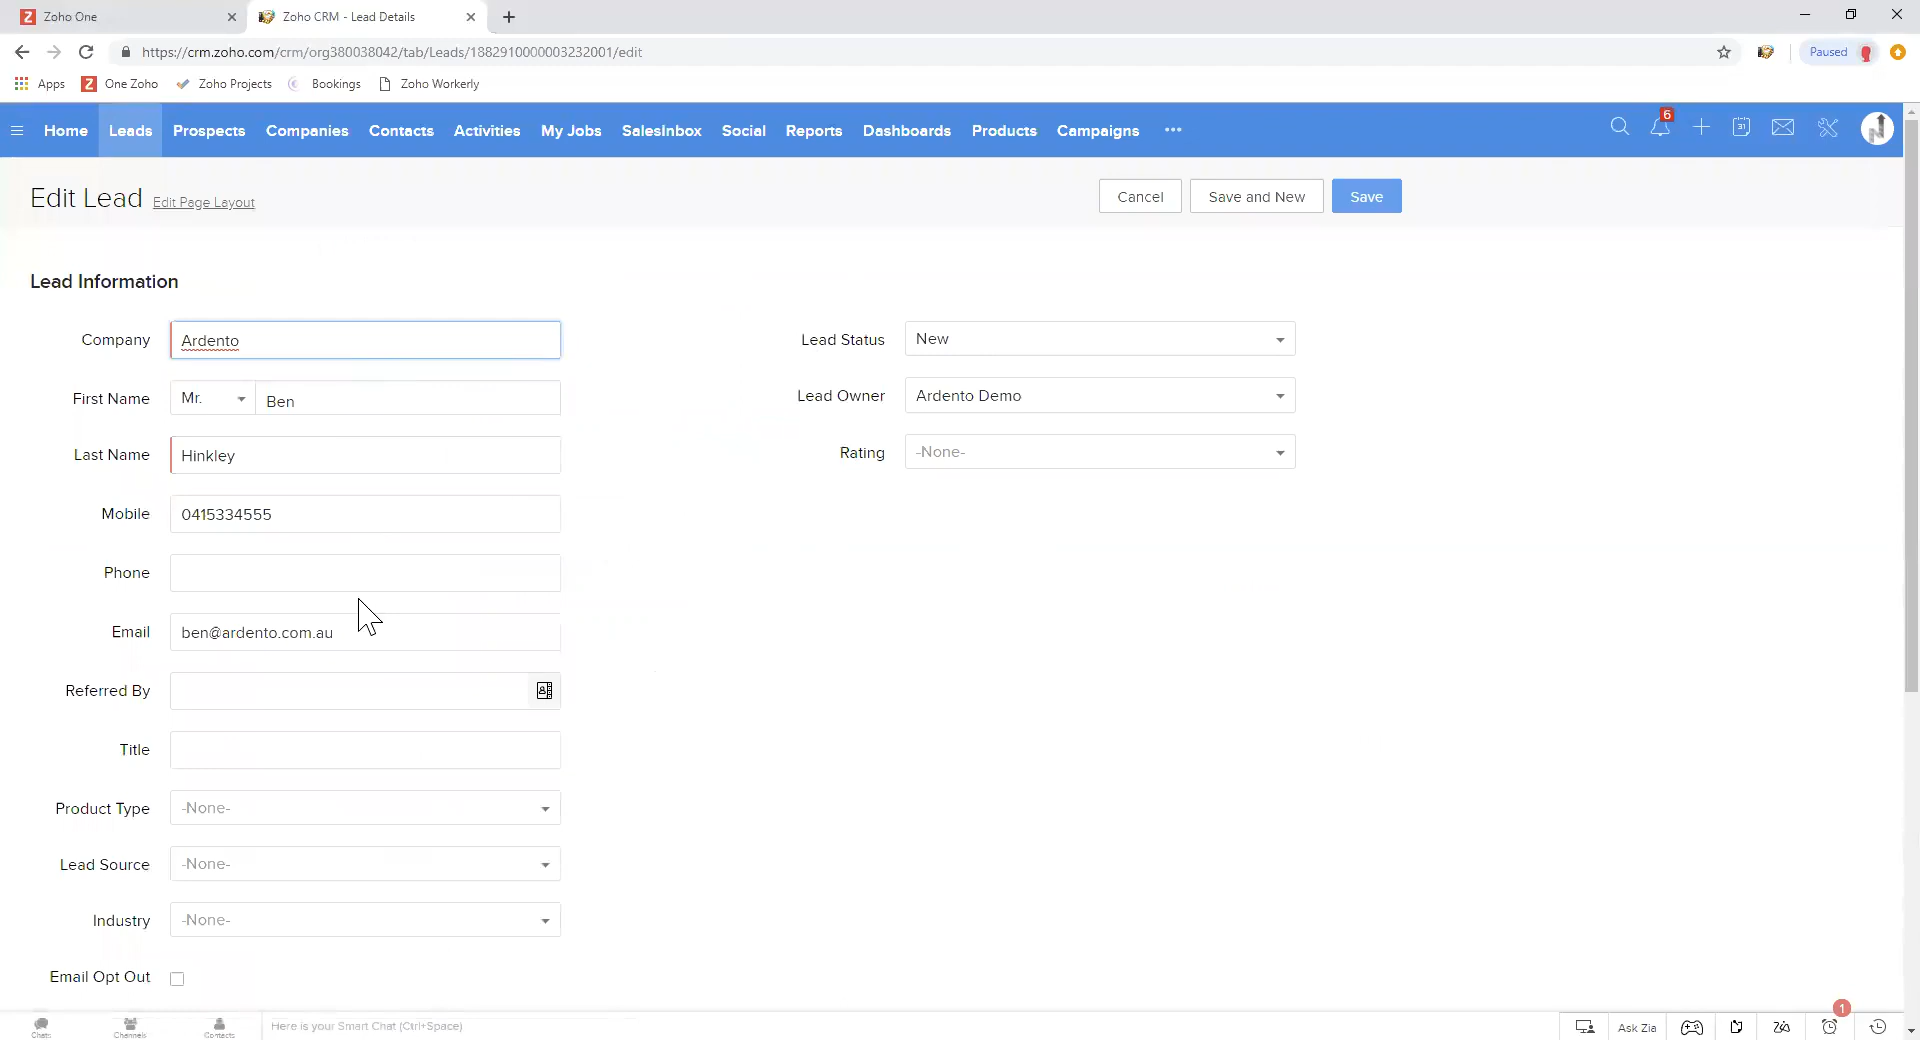 Zoho One
Zoho CRM - Lead Details
https://crm.zoho.com/crm/org380038042/tab/Leads/1882910000003232001/edit
Paused
Apps
One Zoho
Zoho Projects
Bookings
Zoho Workerly
Home
Leads
Prospects
Companies
Contacts
Activities
My Jobs
SalesInbox
Social
Reports
Dashboards
Products
Campaigns
6
31
Edit Lead
Edit Page Layout
Cancel
Save and New
Save
Lead Information
Company
Ardento
Lead Status
New
First Name
Mr.
Ben
Lead Owner
Ardento Demo
Last Name
Hinkley
Rating
-None-
Mobile
0415334555
Phone
Email
ben@ardento.com.au
Referred By
Title
Product Type
-None-
Lead Source
-None-
Industry
-None-
Email Opt Out
1
Chats
Channels
Contacts
Here is your Smart Chat (Ctrl+Space)
Ask Zia